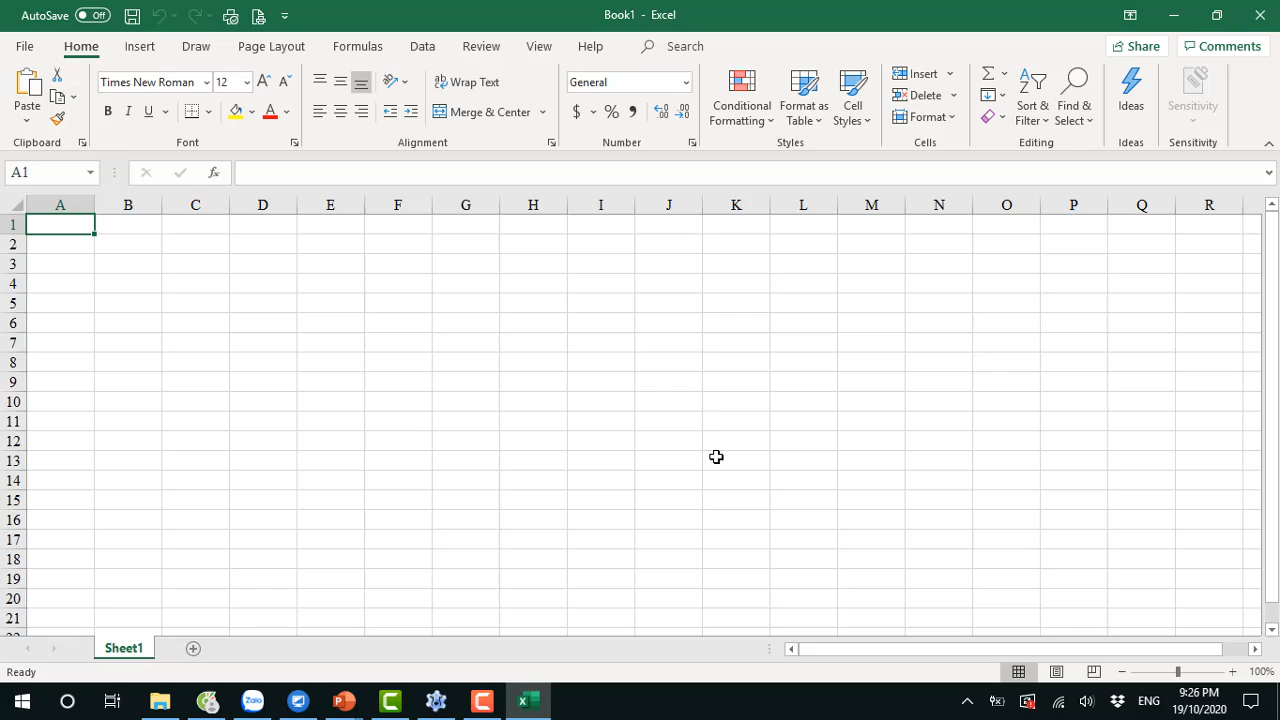 AutoSave Off
Book1 - Excel
File Home Insert Draw Page Layout Formulas Data Review View Help Search Share Comments
Paste
Clipboard
Times New Roman 12
B I U A
Font
Wrap Text
Merge & Center
Alignment
General
$ % 9
Number
Conditional Formatting
Format as Table
Cell Styles
Styles
Insert
Delete
Format
Cells
Sort & Filter
Find & Select
Editing
Ideas
Ideas
Sensitivity
Sensitivity
A1 fx
A B C D E F G H I J K L M N O P Q R
1
2
3
4
5
6
7
8
9
10
11
12
13
14
15
16
17
18
19
20
21
Sheet1
Ready 100%
Zalo
ENG
9:26 PM
19/10/2020